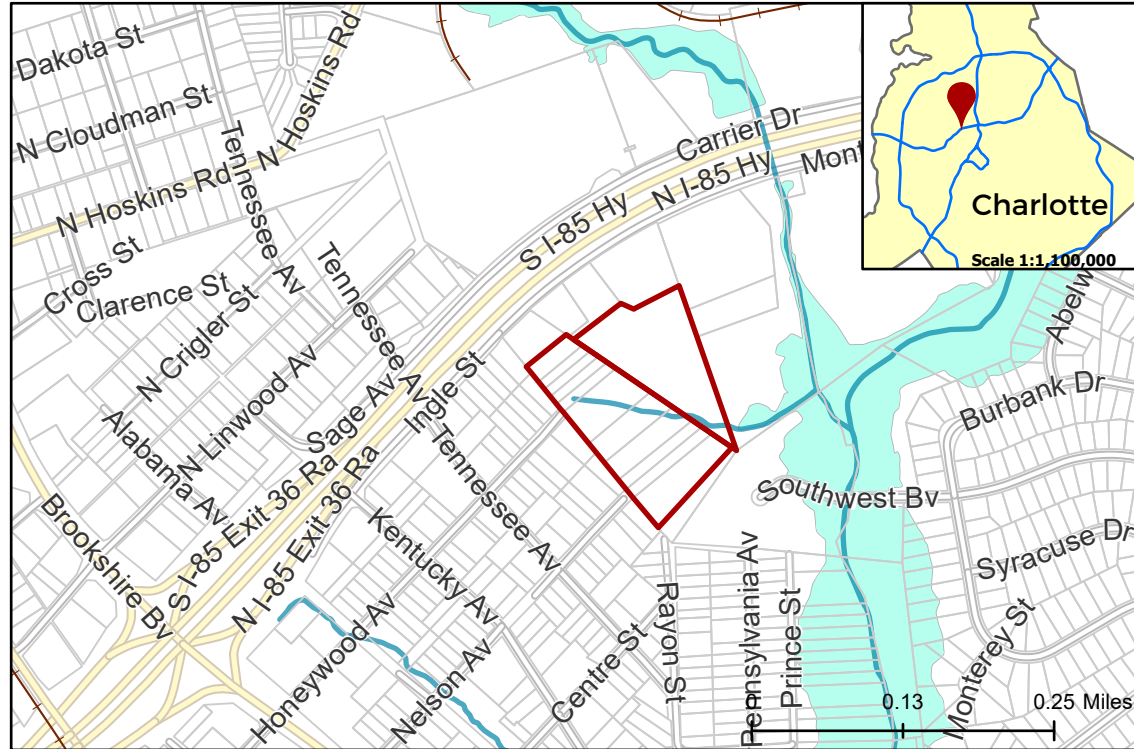 Dakota St
N Cloudman St
N Hoskins Rd
N Hoskins Rd
Tennessee Av
Cross St
Clarence St
N Crigler St
N Linwood Av
Alabama Av
Tennessee Av
Sage Av
Ingle St
S I-85 Hy
N I-85 Hy
Carrier Dr
Mont
Charlotte
Scale 1:1,100,000
Abelw
Burbank Dr
Southwest Bv
Syracuse Dr
Monterey St
Brookshire Bv
S I-85 Exit 36 Ra
N I-85 Exit 36 Ra
Tennessee Av
Kentucky Av
Honeywood Av
Nelson Av
Centre St
Rayon St
Pennsylvania Av
Prince St
0.13
0.25 Miles